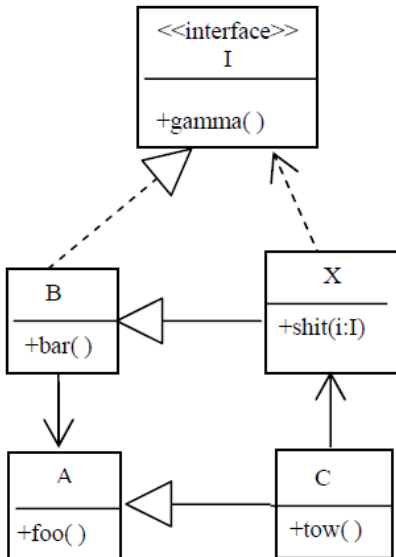 <<interface>>
I
+gamma( )
B
+bar( )
X
+shit(i:I)
A
+foo( )
C
+tow( )